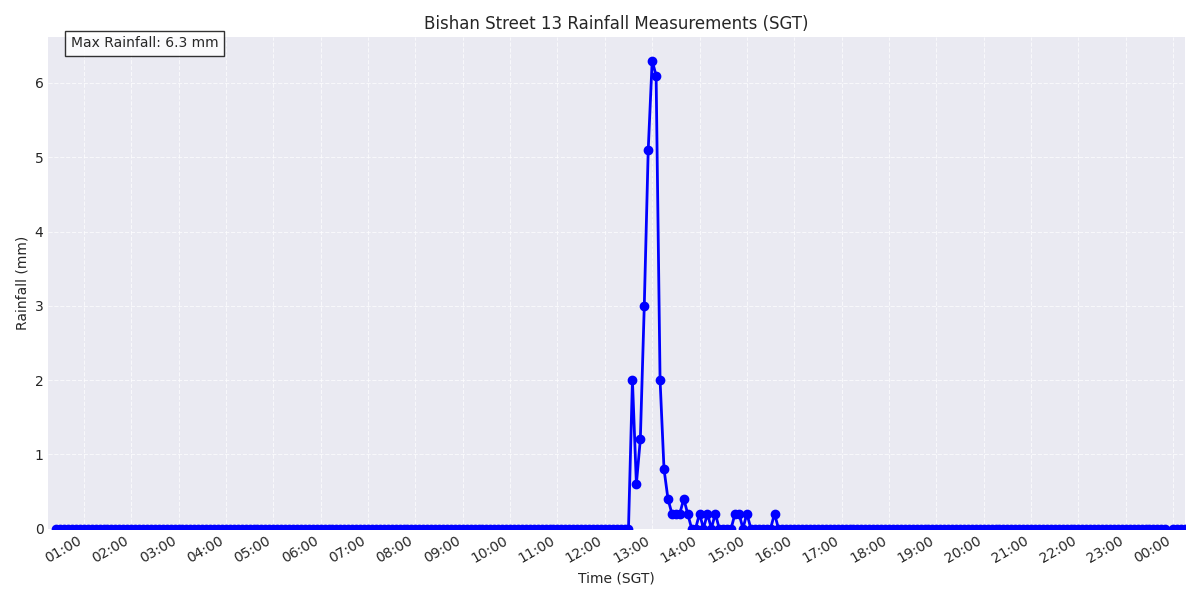 Bishan Street 13 Rainfall Measurements (SGT)
Max Rainfall: 6.3 mm
Rainfall (mm)
6
5
4
3
2
1
0
01:00 02:00 03:00 04:00 05:00 06:00 07:00 08:00 09:00 10:00 11:00 12:00 13:00 14:00 15:00 16:00 17:00 18:00 19:00 20:00 21:00 22:00 23:00 00:00
Time (SGT)